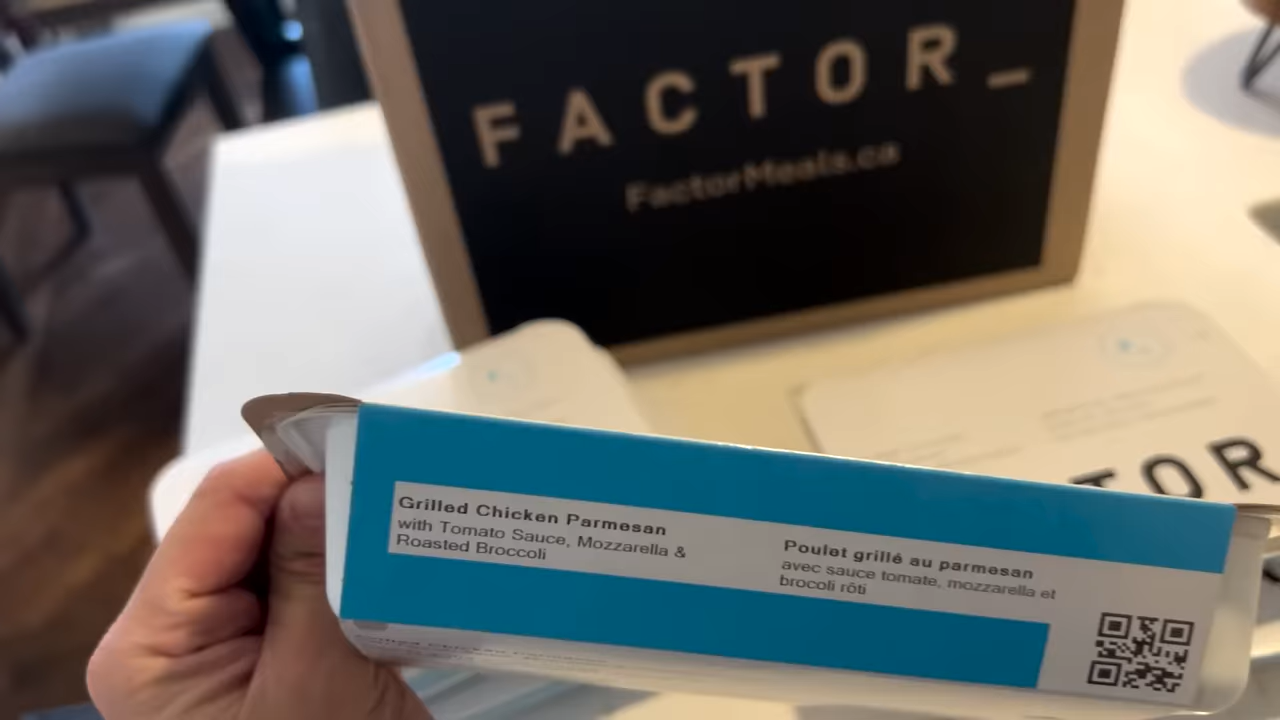 FACTOR_
FactorMeals.ca
TOR
Grilled Chicken Parmesan
with Tomato Sauce, Mozzarella &
Roasted Broccoli
Poulet grillé au parmesan
avec sauce tomate, mozzarella et
brocoli rôti